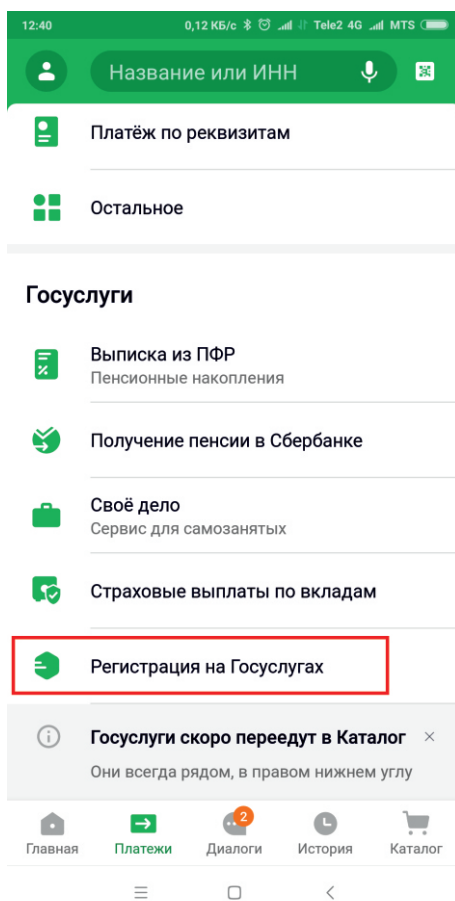 12:40 0,12 КБ/с Tele2 4G MTS
Название или ИНН
Платёж по реквизитам
Остальное
Госуслуги
Выписка из ПФР
Пенсионные накопления
Получение пенсии в Сбербанке
Своё дело
Сервис для самозанятых
Страховые выплаты по вкладам
Регистрация на Госуслугах
Госуслуги скоро переедут в Каталог
Они всегда рядом, в правом нижнем углу
2
Главная Платежи Диалоги История Каталог